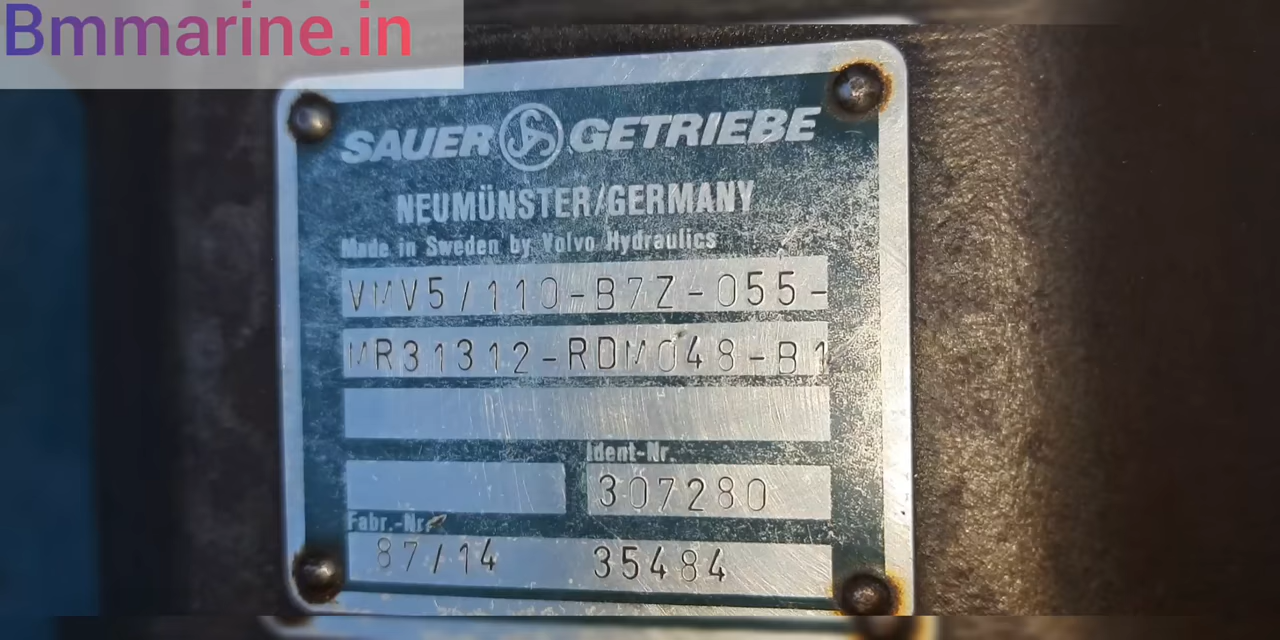 Bmmarine.in
SAUER GETRIEBE
NEUMÜNSTER/GERMANY
Made in Sweden by Volvo Hydraulics
VMV5/110-B7Z-055-
MR31312-RDM048-B1
Ident-Nr.
307280
Fabr.-Nr.
87/14 35484